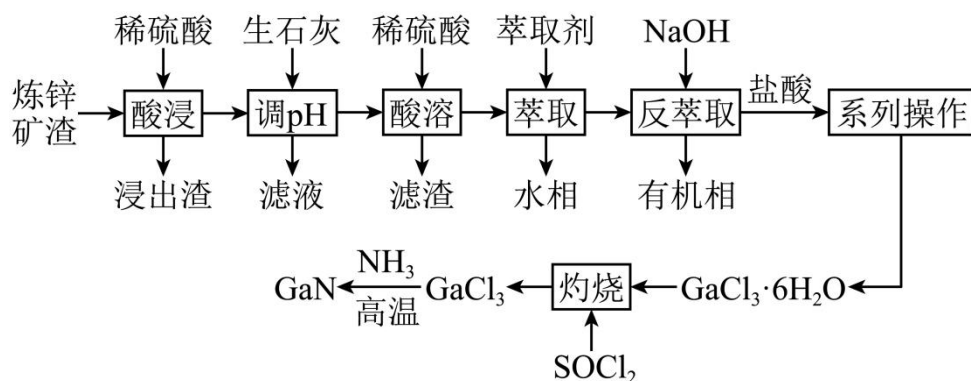 稀硫酸 生石灰 稀硫酸 萃取剂 NaOH
炼锌矿渣 酸浸 调pH 酸溶 萃取 反萃取 盐酸 系列操作
浸出渣 滤液 滤渣 水相 有机相
GaN NH₃ 高温 GaCl₃ 灼烧 GaCl₃·6H₂O
SOCl₂